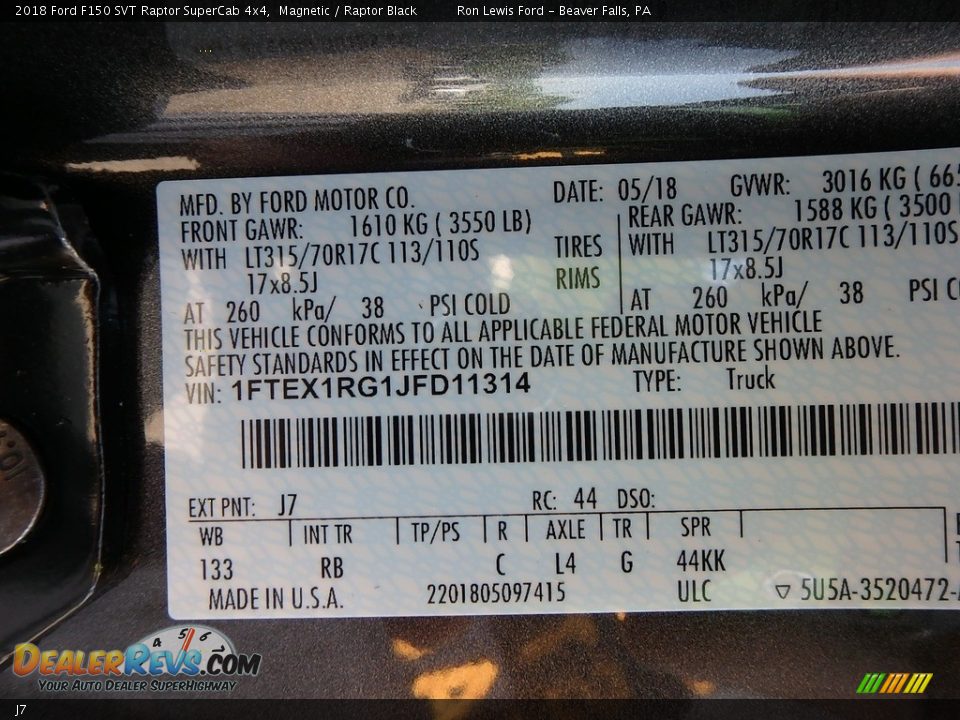 2018 Ford F150 SVT Raptor SuperCab 4x4, Magnetic / Raptor Black Ron Lewis Ford - Beaver Falls, PA
MFD. BY FORD MOTOR CO. DATE: 05/18 GVWR: 3016 KG ( 665
FRONT GAWR: 1610 KG ( 3550 LB) REAR GAWR: 1588 KG ( 3500
WITH LT315/70R17C 113/110S TIRES WITH LT315/70R17C 113/110S
17x8.5J RIMS 17x8.5J
AT 260 kPa/ 38 PSI COLD AT 260 kPa/ 38 PSI C
THIS VEHICLE CONFORMS TO ALL APPLICABLE FEDERAL MOTOR VEHICLE
SAFETY STANDARDS IN EFFECT ON THE DATE OF MANUFACTURE SHOWN ABOVE.
VIN: 1FTEX1RG1JFD11314 TYPE: Truck
EXT PNT: J7 RC: 44 DSO:
WB INT TR TP/PS R AXLE TR SPR
133 RB C L4 G 44KK
MADE IN U.S.A. 2201805097415 ULC ▽ 5U5A-3520472-
4 5 6
DealerRevs.com
Your Auto Dealer SuperHighway
J7